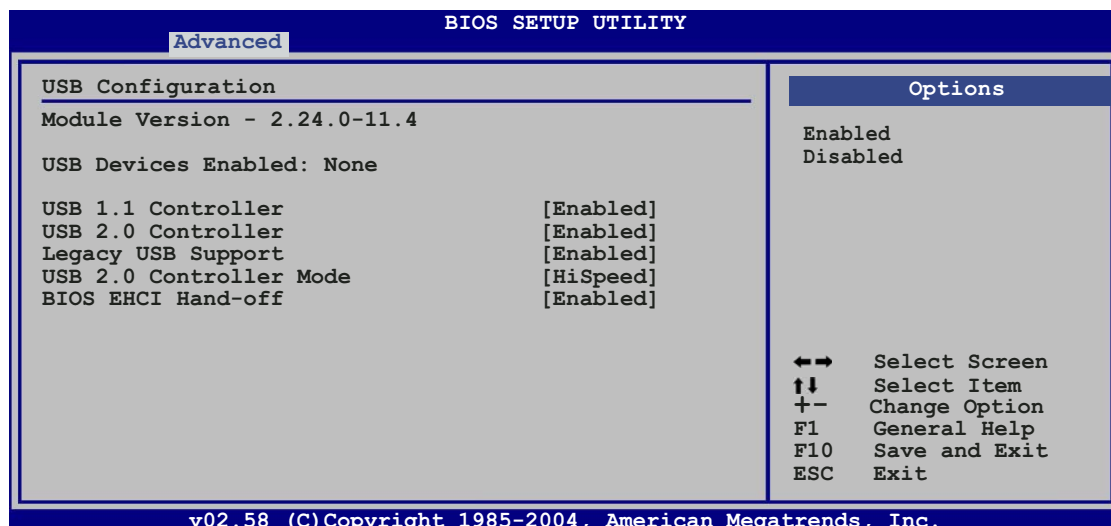 BIOS SETUP UTILITY
Advanced
USB Configuration
Module Version - 2.24.0-11.4
USB Devices Enabled: None
USB 1.1 Controller [Enabled]
USB 2.0 Controller [Enabled]
Legacy USB Support [Enabled]
USB 2.0 Controller Mode [HiSpeed]
BIOS EHCI Hand-off [Enabled]
Options
Enabled
Disabled
←→ Select Screen
↑↓ Select Item
+- Change Option
F1 General Help
F10 Save and Exit
ESC Exit
v02.58 (C)Copyright 1985-2004, American Megatrends, Inc.